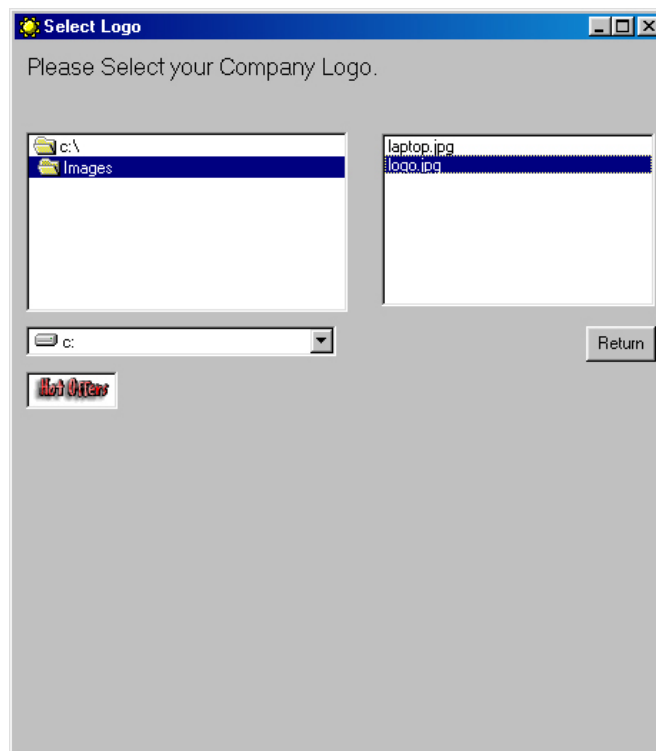 Select Logo
Please Select your Company Logo.
c:\
Images
laptop.jpg
logo.jpg
c:
Return
Hot Offers